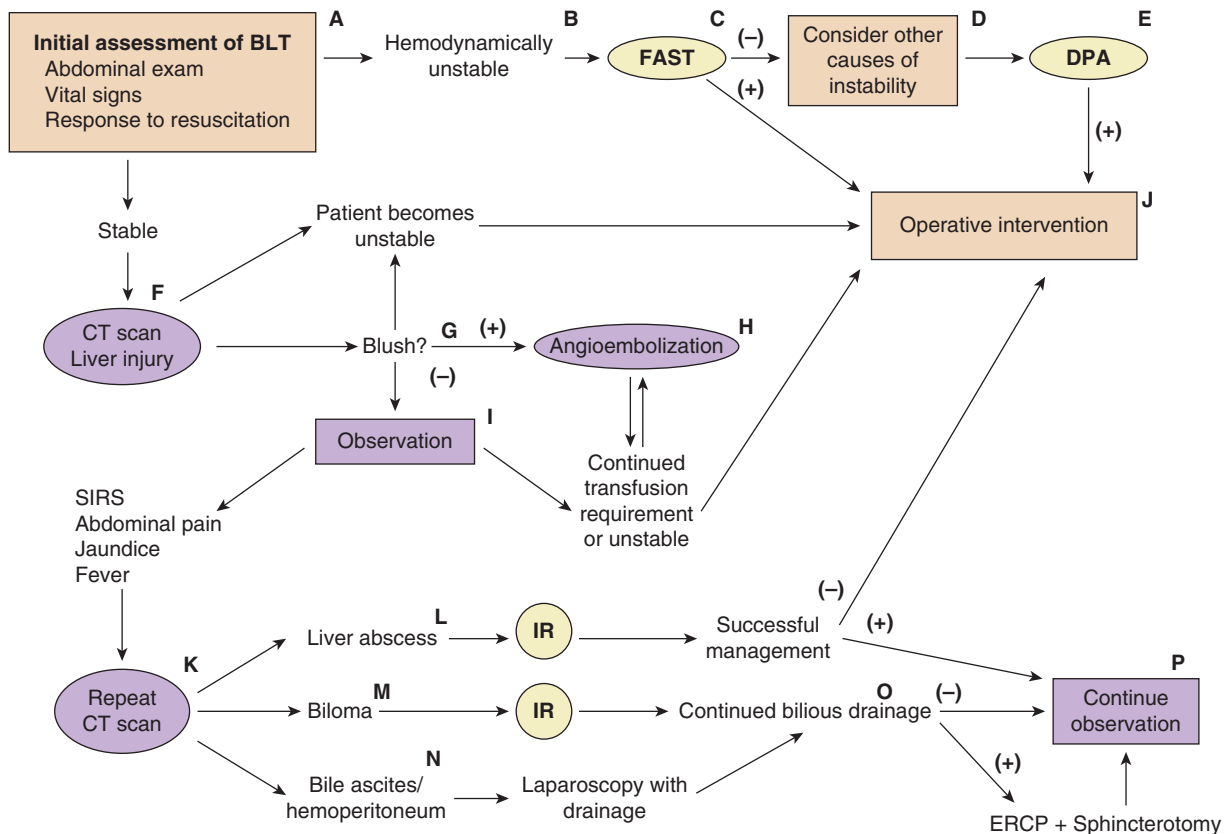 A
B
C
D
E
Initial assessment of BLT
Abdominal exam
Vital signs
Response to resuscitation
Hemodynamically
unstable
FAST
(–)
(+)
Consider other
causes of
instability
DPA
(+)
Stable
Patient becomes
unstable
J
Operative intervention
F
CT scan
Liver injury
Blush?
G
(+)
(–)
H
Angioembolization
I
Observation
Continued
transfusion
requirement
or unstable
SIRS
Abdominal pain
Jaundice
Fever
K
Repeat
CT scan
Liver abscess
L
IR
Successful
management
(–)
(+)
P
Continue
observation
Biloma
M
IR
Continued bilious drainage
O
(–)
(+)
N
Bile ascites/
hemoperitoneum
Laparoscopy with
drainage
ERCP + Sphincterotomy